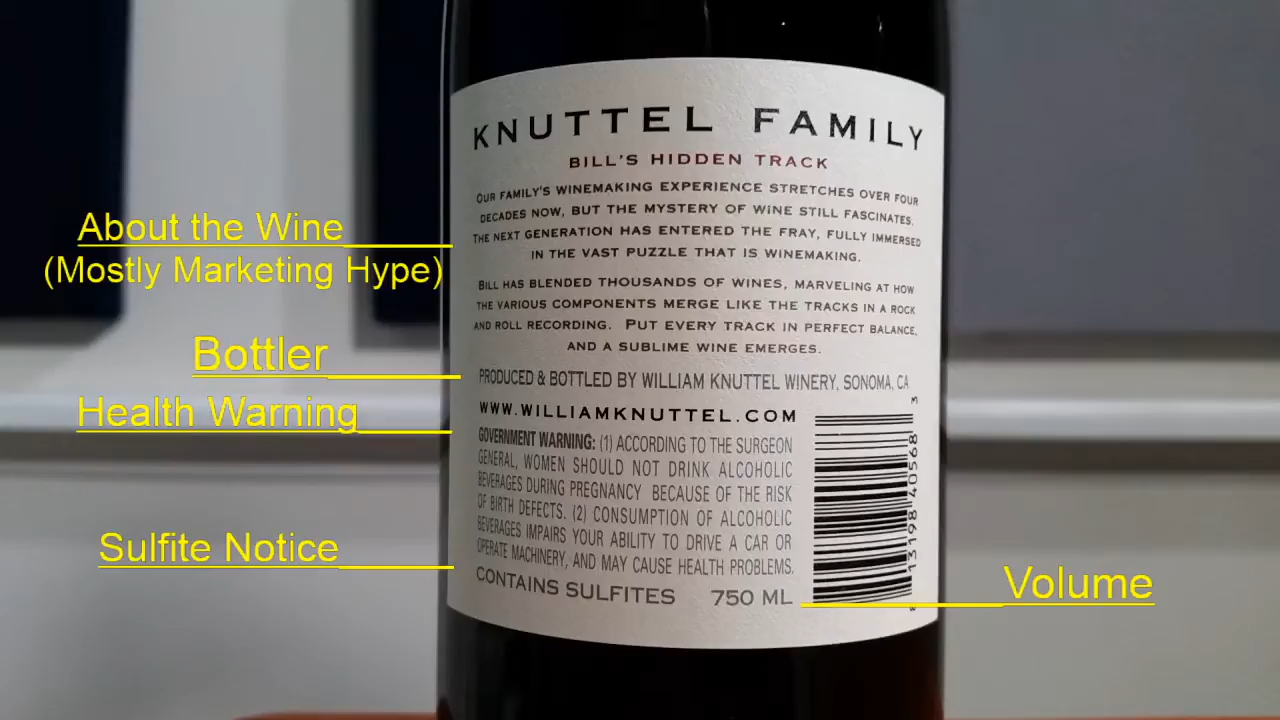 KNUTTEL FAMILY
BILL'S HIDDEN TRACK
OUR FAMILY'S WINEMAKING EXPERIENCE STRETCHES OVER FOUR
DECADES NOW, BUT THE MYSTERY OF WINE STILL FASCINATES.
THE NEXT GENERATION HAS ENTERED THE FRAY, FULLY IMMERSED
IN THE VAST PUZZLE THAT IS WINEMAKING.
BILL HAS BLENDED THOUSANDS OF WINES, MARVELING AT HOW
THE VARIOUS COMPONENTS MERGE LIKE THE TRACKS IN A ROCK
AND ROLL RECORDING. PUT EVERY TRACK IN PERFECT BALANCE,
AND A SUBLIME WINE EMERGES.
PRODUCED & BOTTLED BY WILLIAM KNUTTEL WINERY, SONOMA, CA
WWW.WILLIAMKNUTTEL.COM
GOVERNMENT WARNING: (1) ACCORDING TO THE SURGEON
GENERAL, WOMEN SHOULD NOT DRINK ALCOHOLIC
BEVERAGES DURING PREGNANCY BECAUSE OF THE RISK
OF BIRTH DEFECTS. (2) CONSUMPTION OF ALCOHOLIC
BEVERAGES IMPAIRS YOUR ABILITY TO DRIVE A CAR OR
OPERATE MACHINERY, AND MAY CAUSE HEALTH PROBLEMS.
CONTAINS SULFITES 750 ML
8 13198 40568 3
About the Wine
(Mostly Marketing Hype)
Bottler
Health Warning
Sulfite Notice
Volume